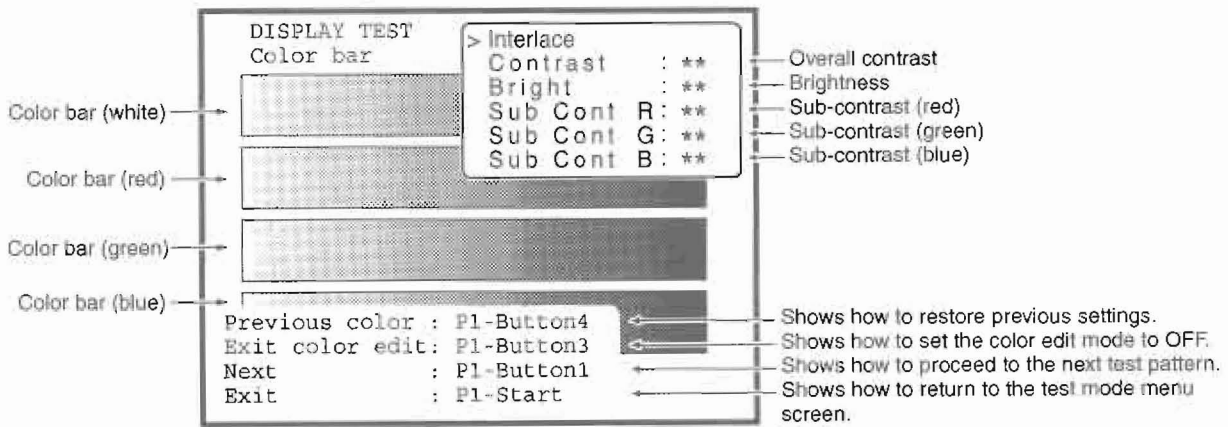 DISPLAY TEST
Color bar
> Interlace
Contrast : **
Bright : **
Sub Cont R: **
Sub Cont G: **
Sub Cont B: **
Overall contrast
Brightness
Sub-contrast (red)
Sub-contrast (green)
Sub-contrast (blue)
Color bar (white)
Color bar (red)
Color bar (green)
Color bar (blue)
Previous color : P1-Button4
Exit color edit: P1-Button3
Next : P1-Button1
Exit : P1-Start
Shows how to restore previous settings.
Shows how to set the color edit mode to OFF.
Shows how to proceed to the next test pattern.
Shows how to return to the test mode menu
screen.